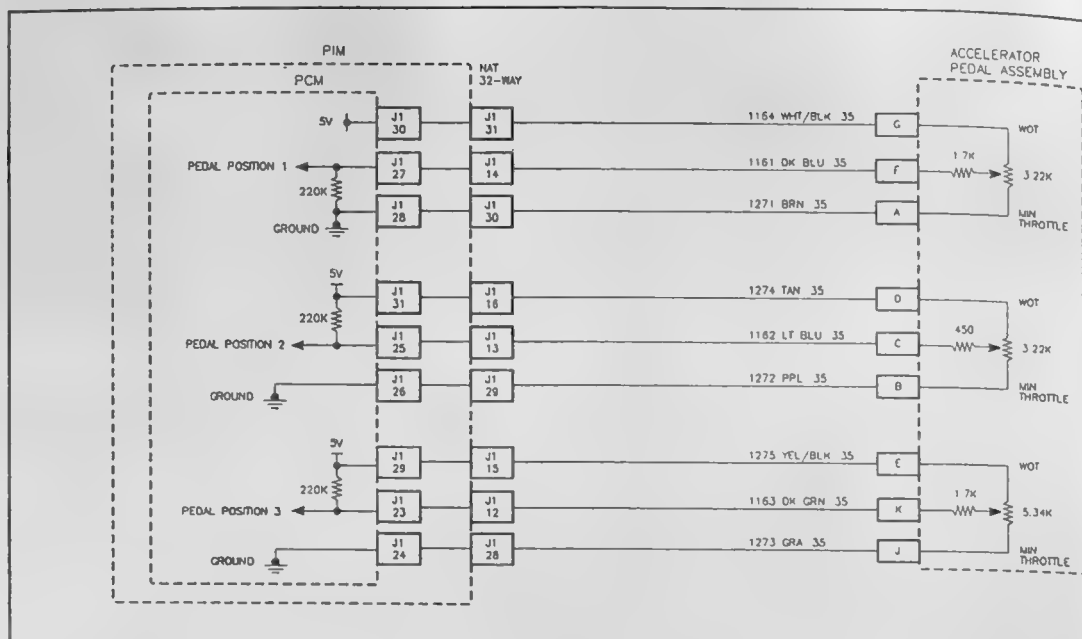 PIM
PCM
NAT
32-WAY
ACCELERATOR
PEDAL ASSEMBLY
5V
J1
30
J1
31
1164 WHT/BLK 35
G
WOT
PEDAL POSITION 1
J1
27
J1
14
1161 DK BLU 35
F
1.7K
3.22K
220K
J1
28
J1
30
1271 BRN 35
A
MIN
THROTTLE
GROUND
5V
J1
31
J1
16
1274 TAN 35
D
WOT
220K
PEDAL POSITION 2
J1
25
J1
13
1162 LT BLU 35
C
450
3.22K
GROUND
J1
26
J1
29
1272 PPL 35
B
MIN
THROTTLE
5V
J1
29
J1
15
1275 YEL/BLK 35
E
WOT
220K
PEDAL POSITION 3
J1
23
J1
12
1163 DK GRN 35
K
1.7K
5.34K
GROUND
J1
24
J1
28
1273 GRA 35
J
MIN
THROTTLE